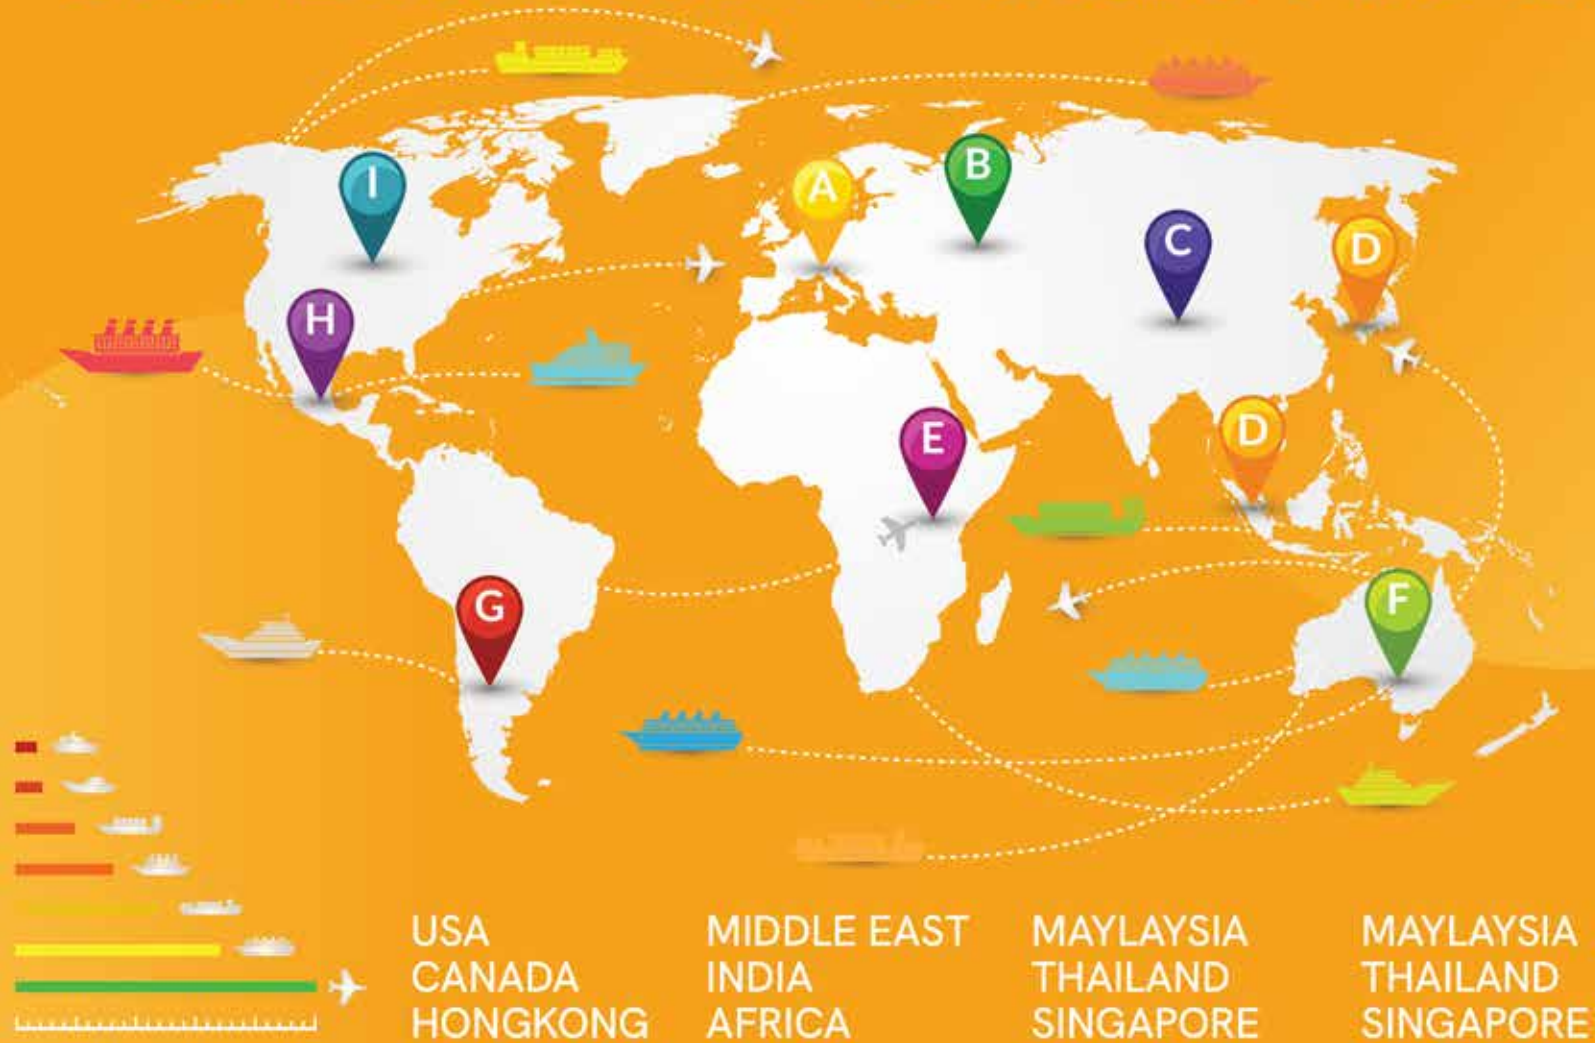 I
A
B
C
D
H
E
D
G
F
USA
CANADA
HONGKONG
MIDDLE EAST
INDIA
AFRICA
MAYLAYSIA
THAILAND
SINGAPORE
MAYLAYSIA
THAILAND
SINGAPORE